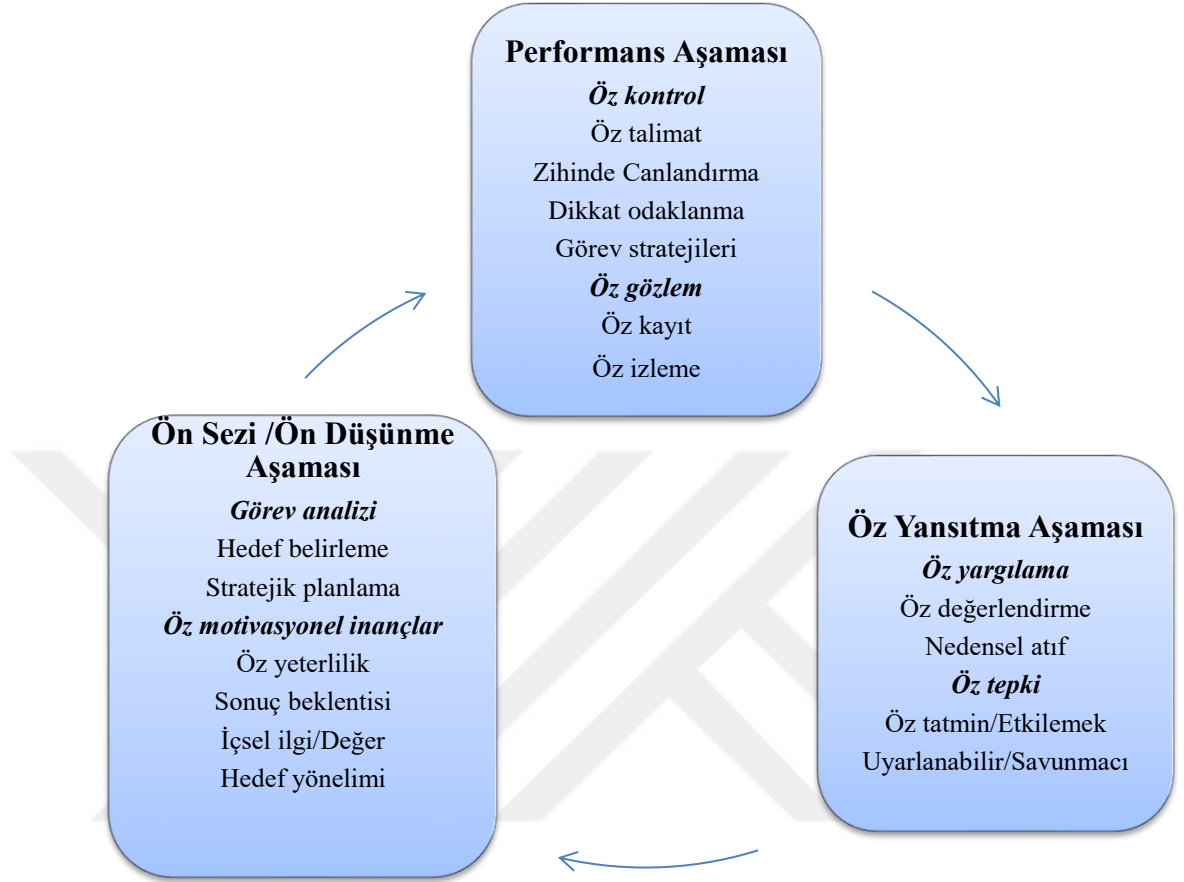 Performans Aşaması
Öz kontrol
Öz talimat
Zihinde Canlandırma
Dikkat odaklanma
Görev stratejileri
Öz gözlem
Öz kayıt
Öz izleme
Ön Sezi /Ön Düşünme
Aşaması
Görev analizi
Hedef belirleme
Stratejik planlama
Öz motivasyonel inançlar
Öz yeterlilik
Sonuç beklentisi
İçsel ilgi/Değer
Hedef yönelimi
Öz Yansıtma Aşaması
Öz yargılama
Öz değerlendirme
Nedensel atıf
Öz tepki
Öz tatmin/Etkilemek
Uyarlanabilir/Savunmacı